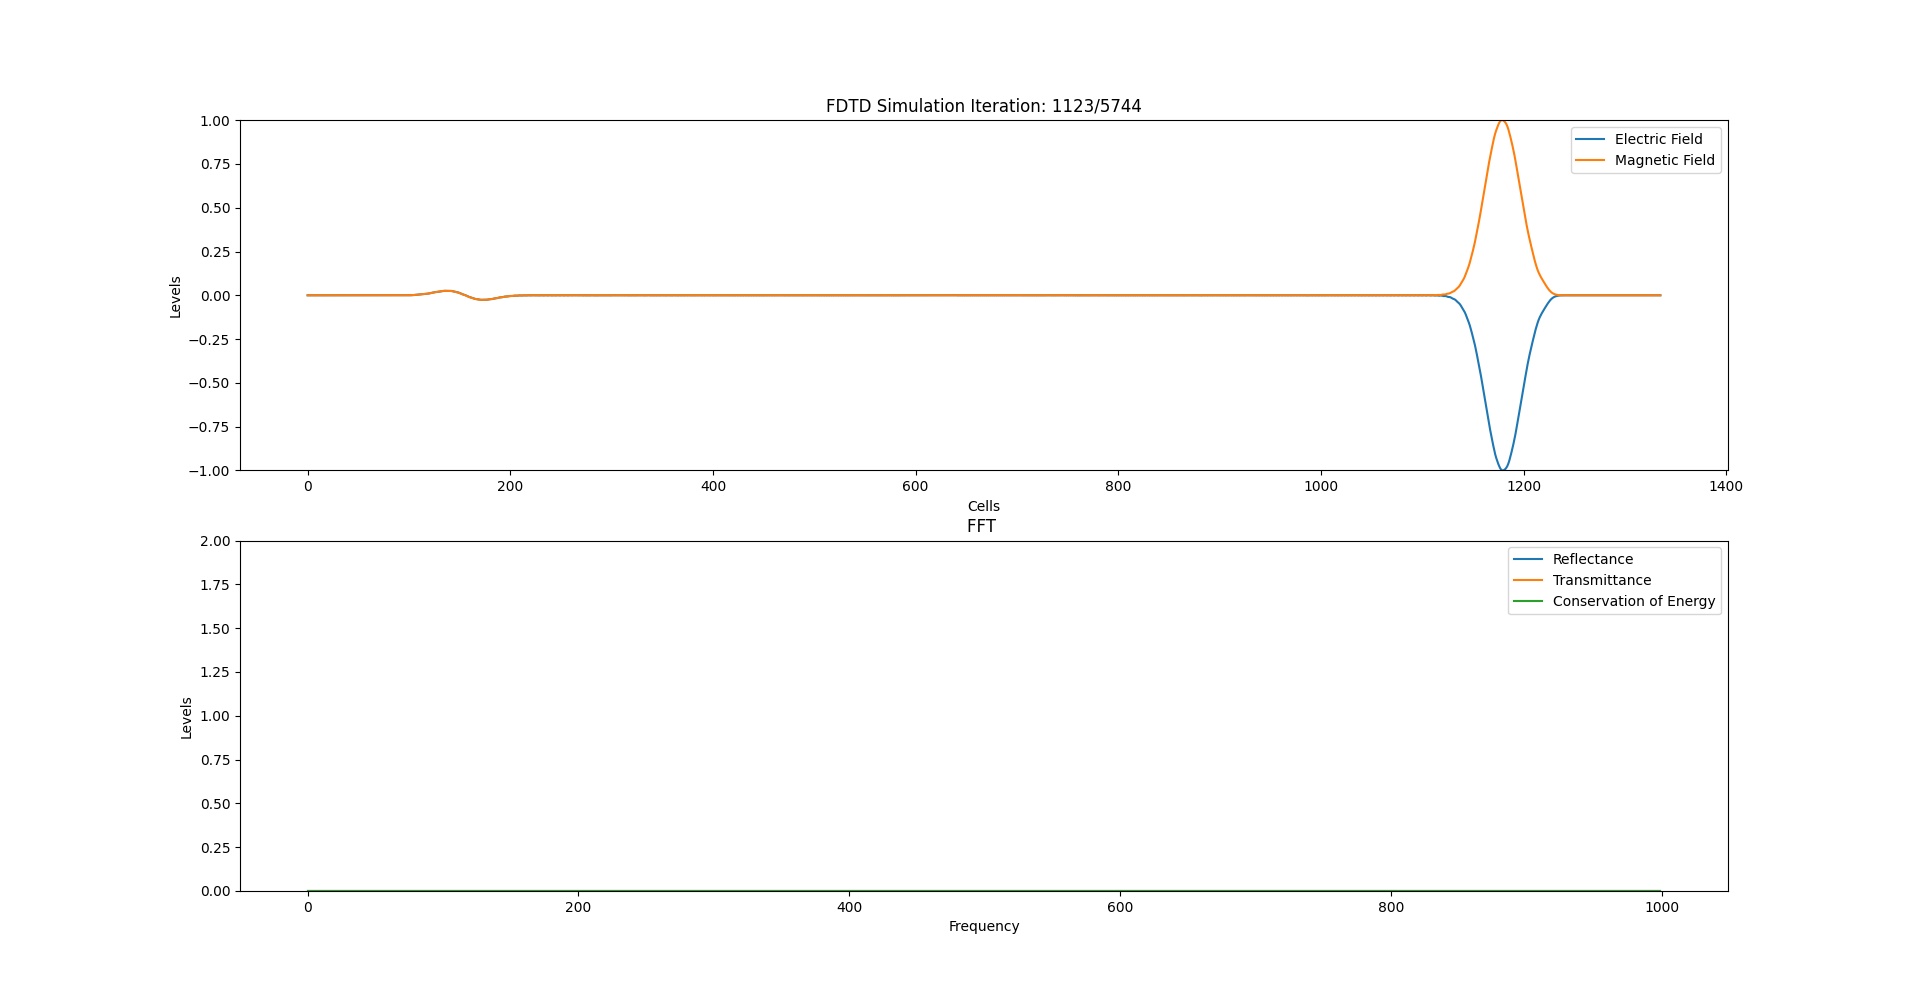 FDTD Simulation Iteration: 1123/5744
1.00
0.75
0.50
0.25
0.00
−0.25
−0.50
−0.75
−1.00
Levels
Electric Field
Magnetic Field
0 200 400 600 800 1000 1200 1400
Cells
FFT
2.00
1.75
1.50
1.25
1.00
0.75
0.50
0.25
0.00
Levels
Reflectance
Transmittance
Conservation of Energy
0 200 400 600 800 1000
Frequency